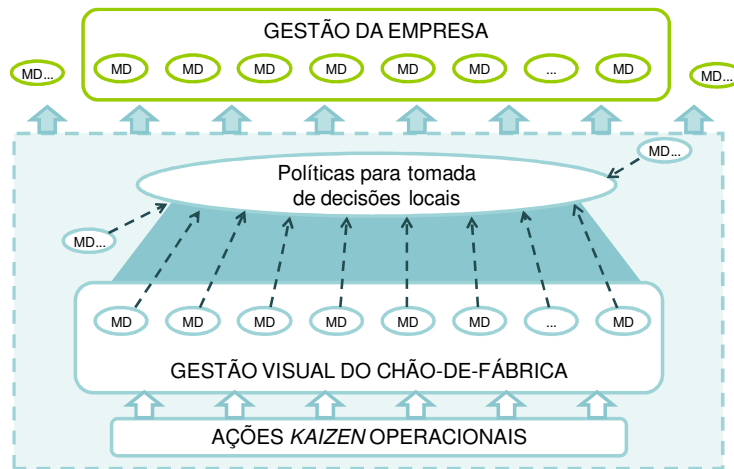 GESTÃO DA EMPRESA
MD... MD MD MD MD MD MD ... MD MD...
MD...
Políticas para tomada
de decisões locais
MD...
MD MD MD MD MD MD ... MD
GESTÃO VISUAL DO CHÃO-DE-FÁBRICA
AÇÕES KAIZEN OPERACIONAIS